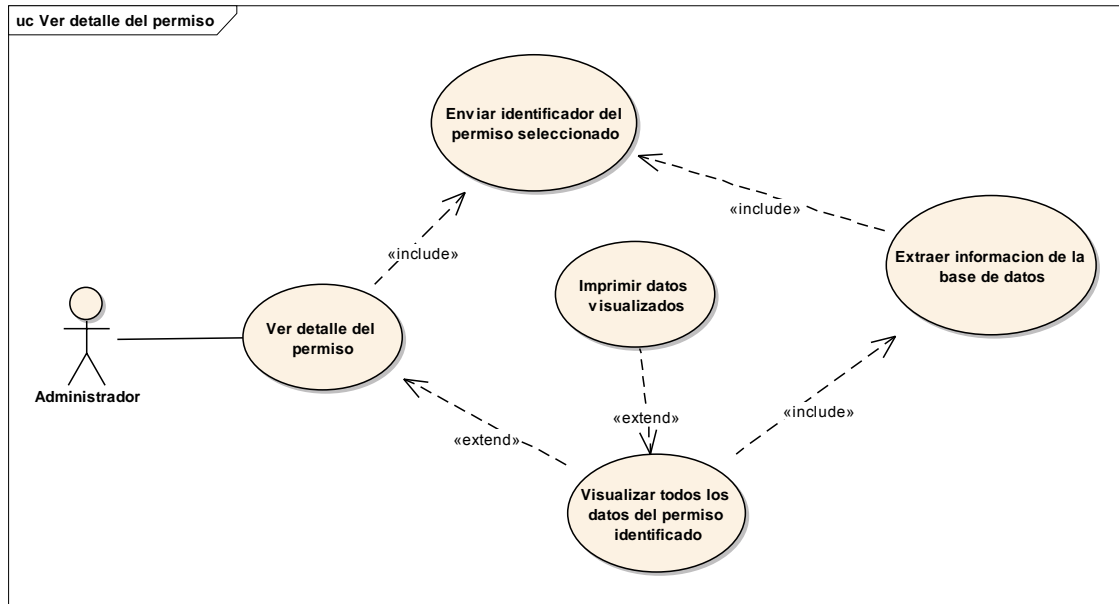 uc Ver detalle del permiso
Enviar identificador del
permiso seleccionado
«include»
«include»
Extraer informacion de la
base de datos
Imprimir datos
visualizados
Ver detalle del
permiso
Administrador
«extend»
«include»
«extend»
Visualizar todos los
datos del permiso
identificado